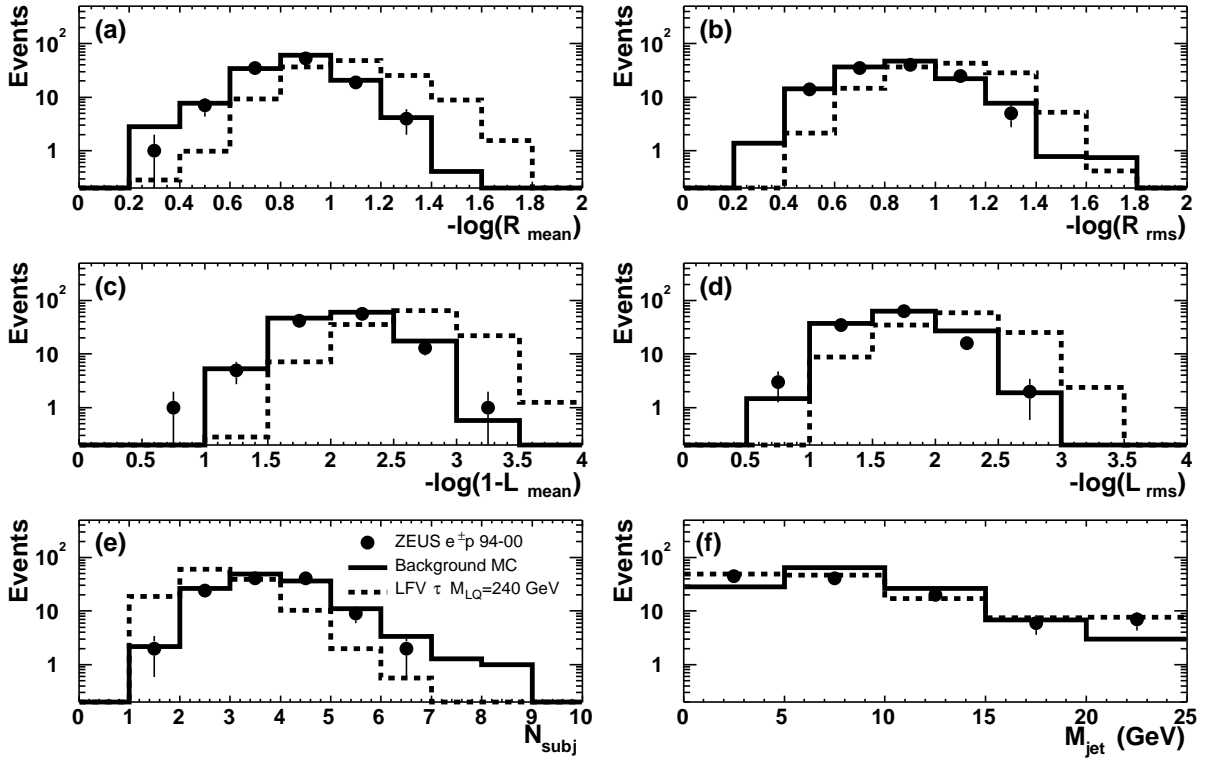 (a)
Events
10²
10
1
0 0.2 0.4 0.6 0.8 1 1.2 1.4 1.6 1.8 2
-log(R mean)
(b)
Events
10²
10
1
0 0.2 0.4 0.6 0.8 1 1.2 1.4 1.6 1.8 2
-log(R rms)
(c)
Events
10²
10
1
0 0.5 1 1.5 2 2.5 3 3.5 4
-log(1-L mean)
(d)
Events
10²
10
1
0 0.5 1 1.5 2 2.5 3 3.5 4
-log(L rms)
(e)
Events
10²
10
1
ZEUS e±p 94-00
Background MC
LFV τ M_LQ=240 GeV
0 1 2 3 4 5 6 7 8 9 10
N_subj
(f)
Events
10²
10
1
0 5 10 15 20 25
M_jet (GeV)